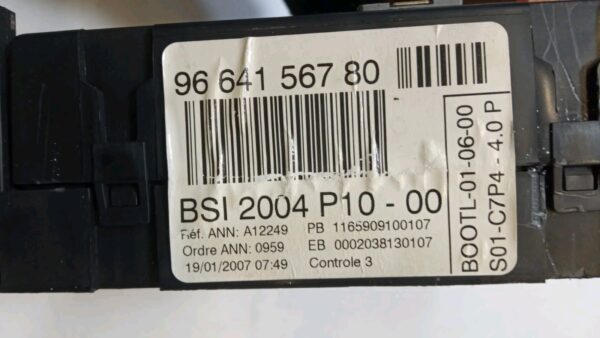 96 641 567 80
BSI 2004 P10 - 00
Réf. ANN: A12249 PB 1165909100107
Ordre ANN: 0959 EB 0002038130107
19/01/2007 07:49 Controle 3
BOOTL-01-06-00
S01-C7P4 - 4.0 P